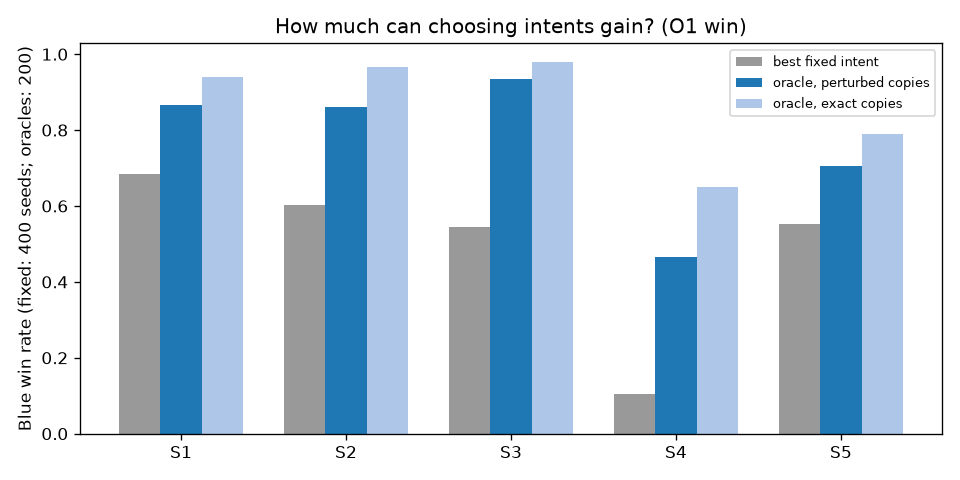 How much can choosing intents gain? (O1 win)
Blue win rate (fixed: 400 seeds; oracles: 200)
1.0
0.8
0.6
0.4
0.2
0.0
best fixed intent
oracle, perturbed copies
oracle, exact copies
S1 S2 S3 S4 S5